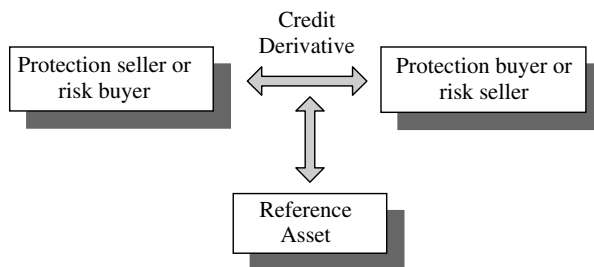 Credit
Derivative
Protection seller or
risk buyer
Protection buyer or
risk seller
Reference
Asset